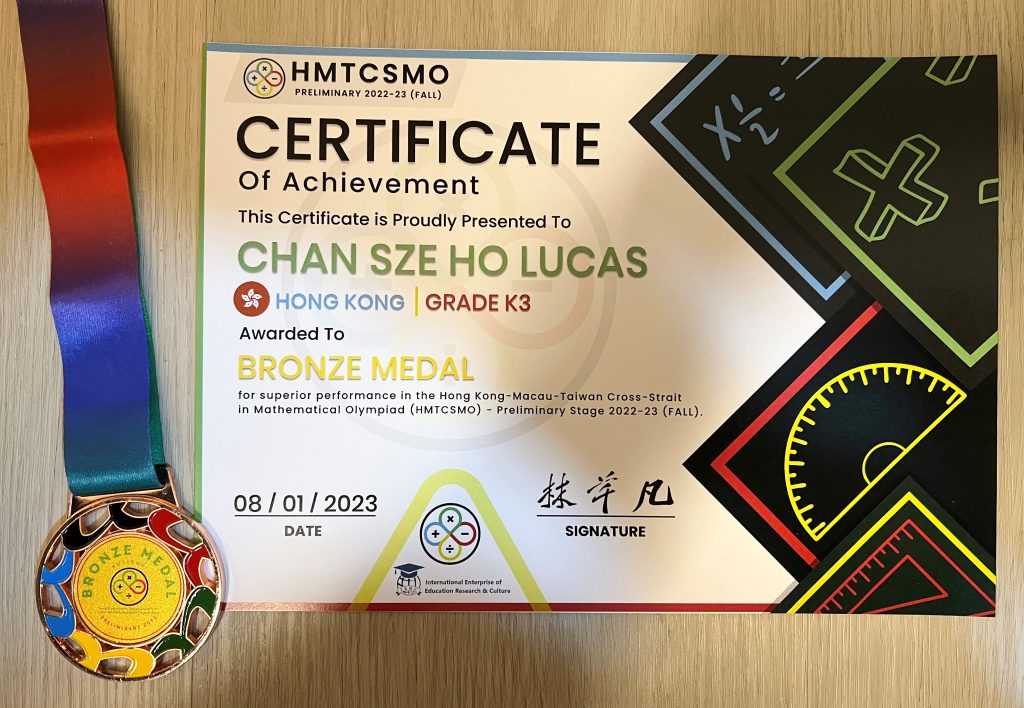 HMTCSMO
PRELIMINARY 2022-23 (FALL)
CERTIFICATE
Of Achievement
This Certificate is Proudly Presented To
CHAN SZE HO LUCAS
HONG KONG | GRADE K3
Awarded To
BRONZE MEDAL
for superior performance in the Hong Kong-Macau-Taiwan Cross-Strait
in Mathematical Olympiad (HMTCSMO) - Preliminary Stage 2022-23 (FALL).
08 / 01 / 2023
DATE
SIGNATURE
International Enterprise of
Education Research & Culture
BRONZE MEDAL
HMTCSMO